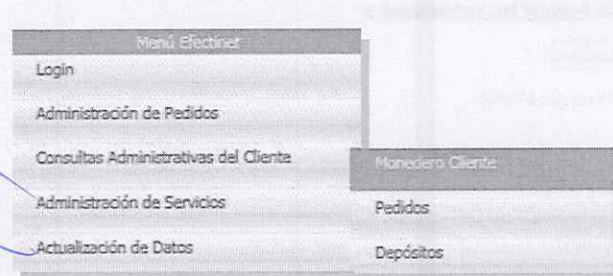 Menú Efectinet
Login
Administración de Pedidos
Consultas Administrativas del Cliente
Administración de Servicios
Actualización de Datos
Monedero Cliente
Pedidos
Depósitos